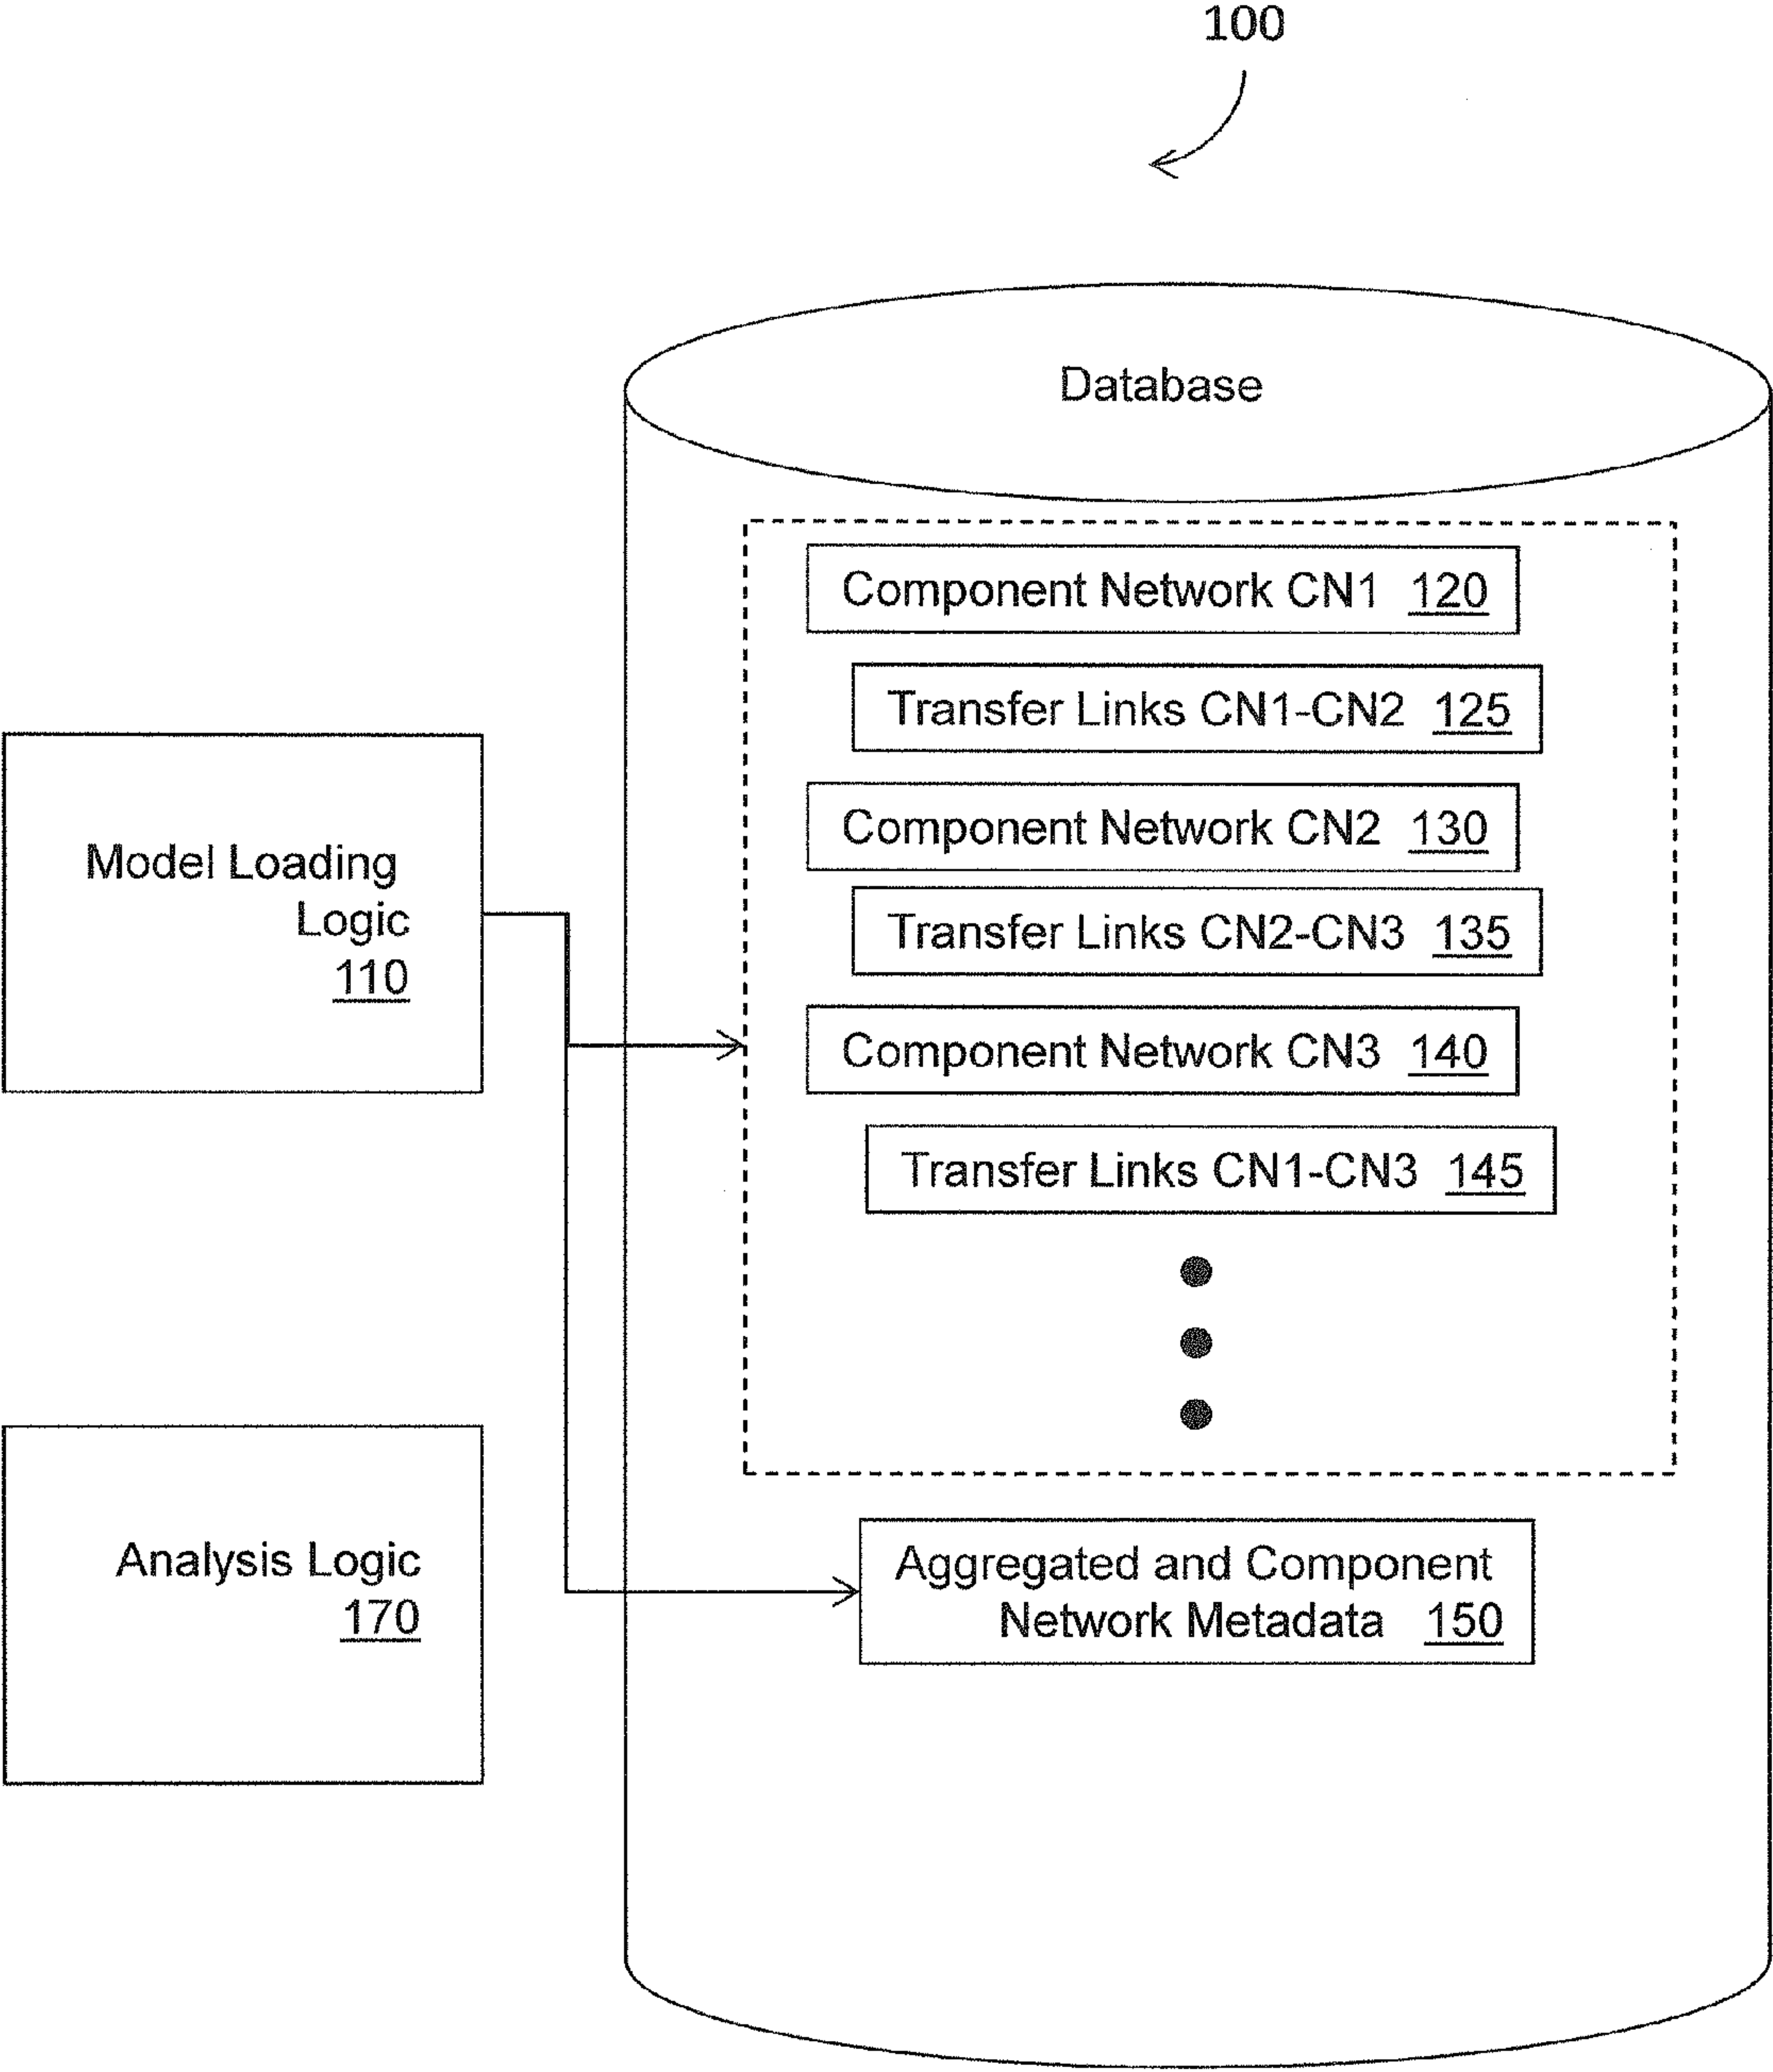 100
Database
Component Network CN1 120
Transfer Links CN1-CN2 125
Component Network CN2 130
Transfer Links CN2-CN3 135
Component Network CN3 140
Transfer Links CN1-CN3 145
Aggregated and Component
Network Metadata 150
Model Loading
Logic
110
Analysis Logic
170